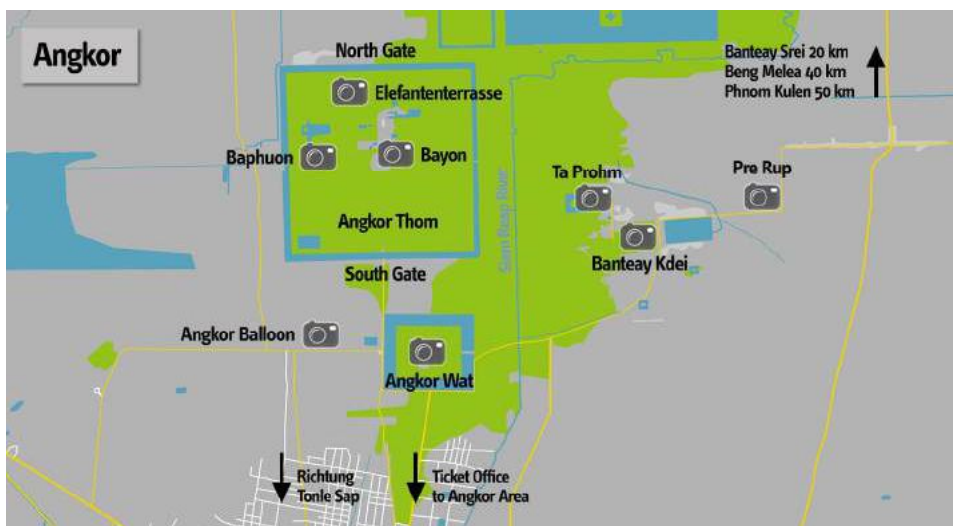 Angkor
North Gate
Banteay Srei 20 km
Beng Melea 40 km
Phnom Kulen 50 km
Elefantenterrasse
Baphuon
Bayon
Ta Prohm
Pre Rup
Angkor Thom
Siem Reap River
Banteay Kdei
South Gate
Angkor Balloon
Angkor Wat
Richtung
Tonle Sap
Ticket Office
to Angkor Area